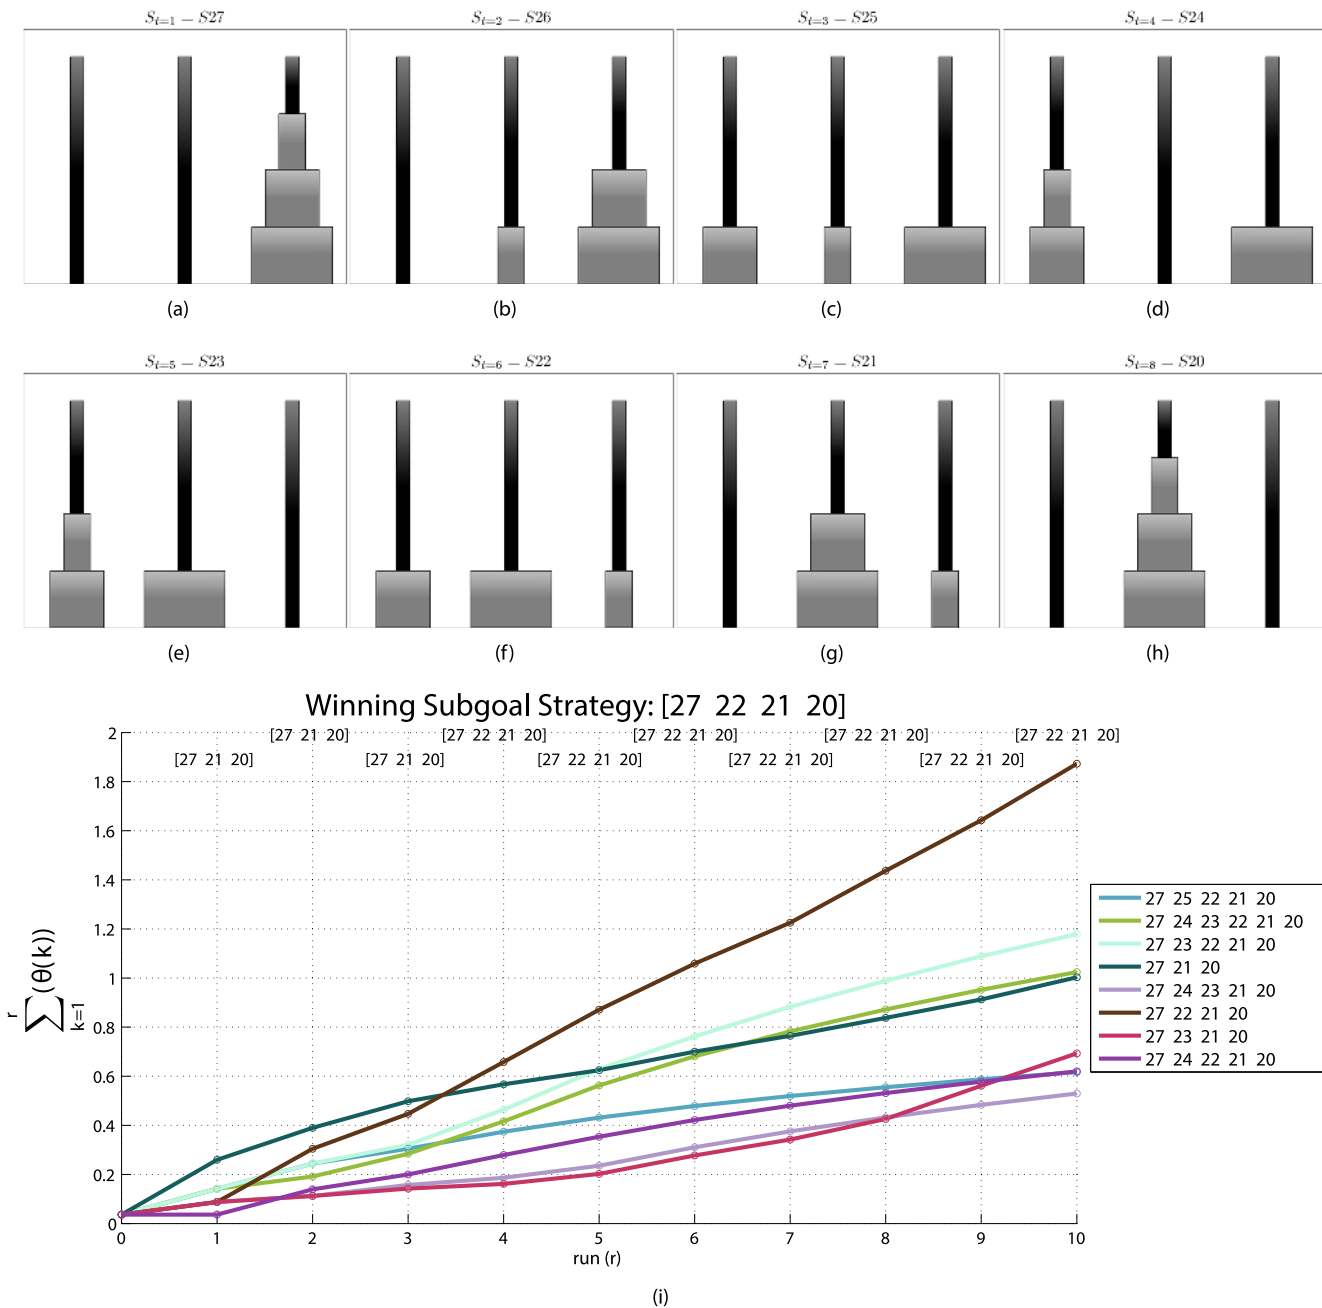 S_{t=1} − S27 S_{t=2} − S26 S_{t=3} − S25 S_{t=4} − S24
(a) (b) (c) (d)
S_{t=5} − S23 S_{t=6} − S22 S_{t=7} − S21 S_{t=8} − S20
(e) (f) (g) (h)
Winning Subgoal Strategy: [27 22 21 20]
[27 21 20] [27 22 21 20] [27 22 21 20] [27 22 21 20] [27 22 21 20]
[27 21 20] [27 21 20] [27 22 21 20] [27 22 21 20] [27 22 21 20]
2
1.8
1.6
1.4
1.2
1
0.8
0.6
0.4
0.2
0
∑_{k=1}^{r}(θ(k))
27 25 22 21 20
27 24 23 22 21 20
27 23 22 21 20
27 21 20
27 24 23 21 20
27 22 21 20
27 23 21 20
27 24 22 21 20
0 1 2 3 4 5 6 7 8 9 10
run (r)
(i)